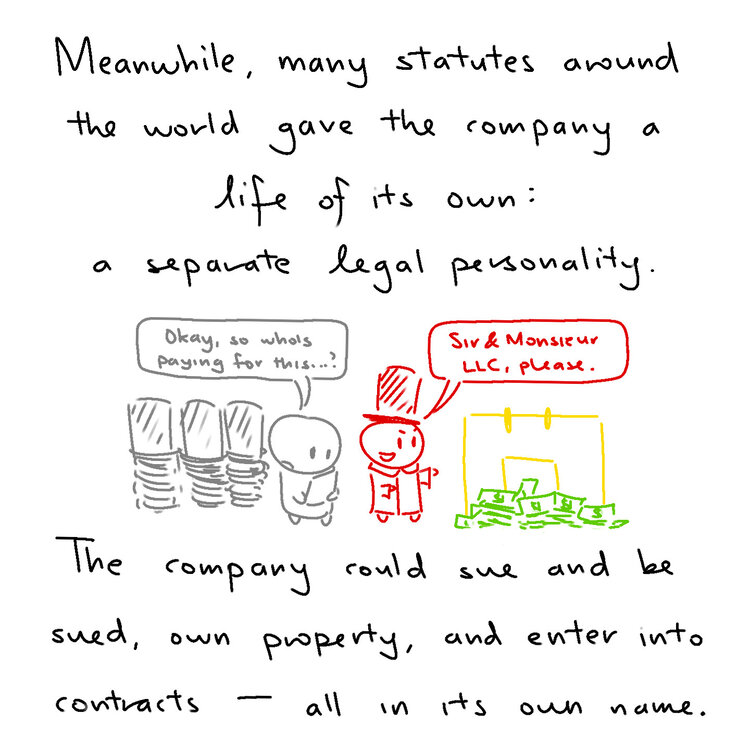 Meanwhile, many statutes around
the world gave the company a
life of its own:
a separate legal personality.
Okay, so who's
paying for this...?
Sir & Monsieur
LLC, please.
The company could sue and be
sued, own property, and enter into
contracts — all in its own name.